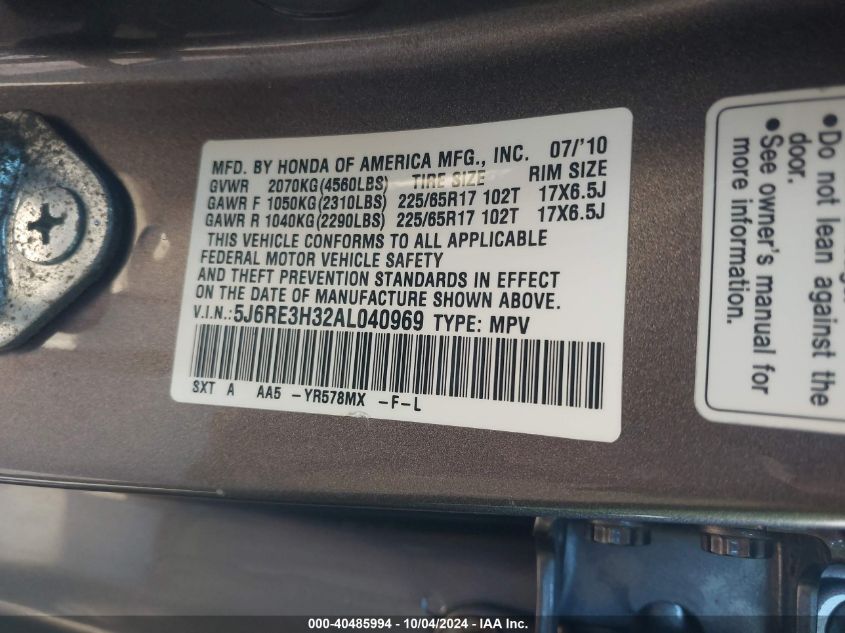 MFD. BY HONDA OF AMERICA MFG., INC. 07/'10
GVWR 2070KG(4560LBS) TIRE SIZE RIM SIZE
GAWR F 1050KG(2310LBS) 225/65R17 102T 17X6.5J
GAWR R 1040KG(2290LBS) 225/65R17 102T 17X6.5J
THIS VEHICLE CONFORMS TO ALL APPLICABLE
FEDERAL MOTOR VEHICLE SAFETY
AND THEFT PREVENTION STANDARDS IN EFFECT
ON THE DATE OF MANUFACTURE SHOWN ABOVE.
V.I.N.:5J6RE3H32AL040969 TYPE: MPV
SXT A AA5 -YR578MX -F-L
●Do not lean against the
door.
●See owner's manual for
more information.
000-40485994 - 10/04/2024 - IAA Inc.